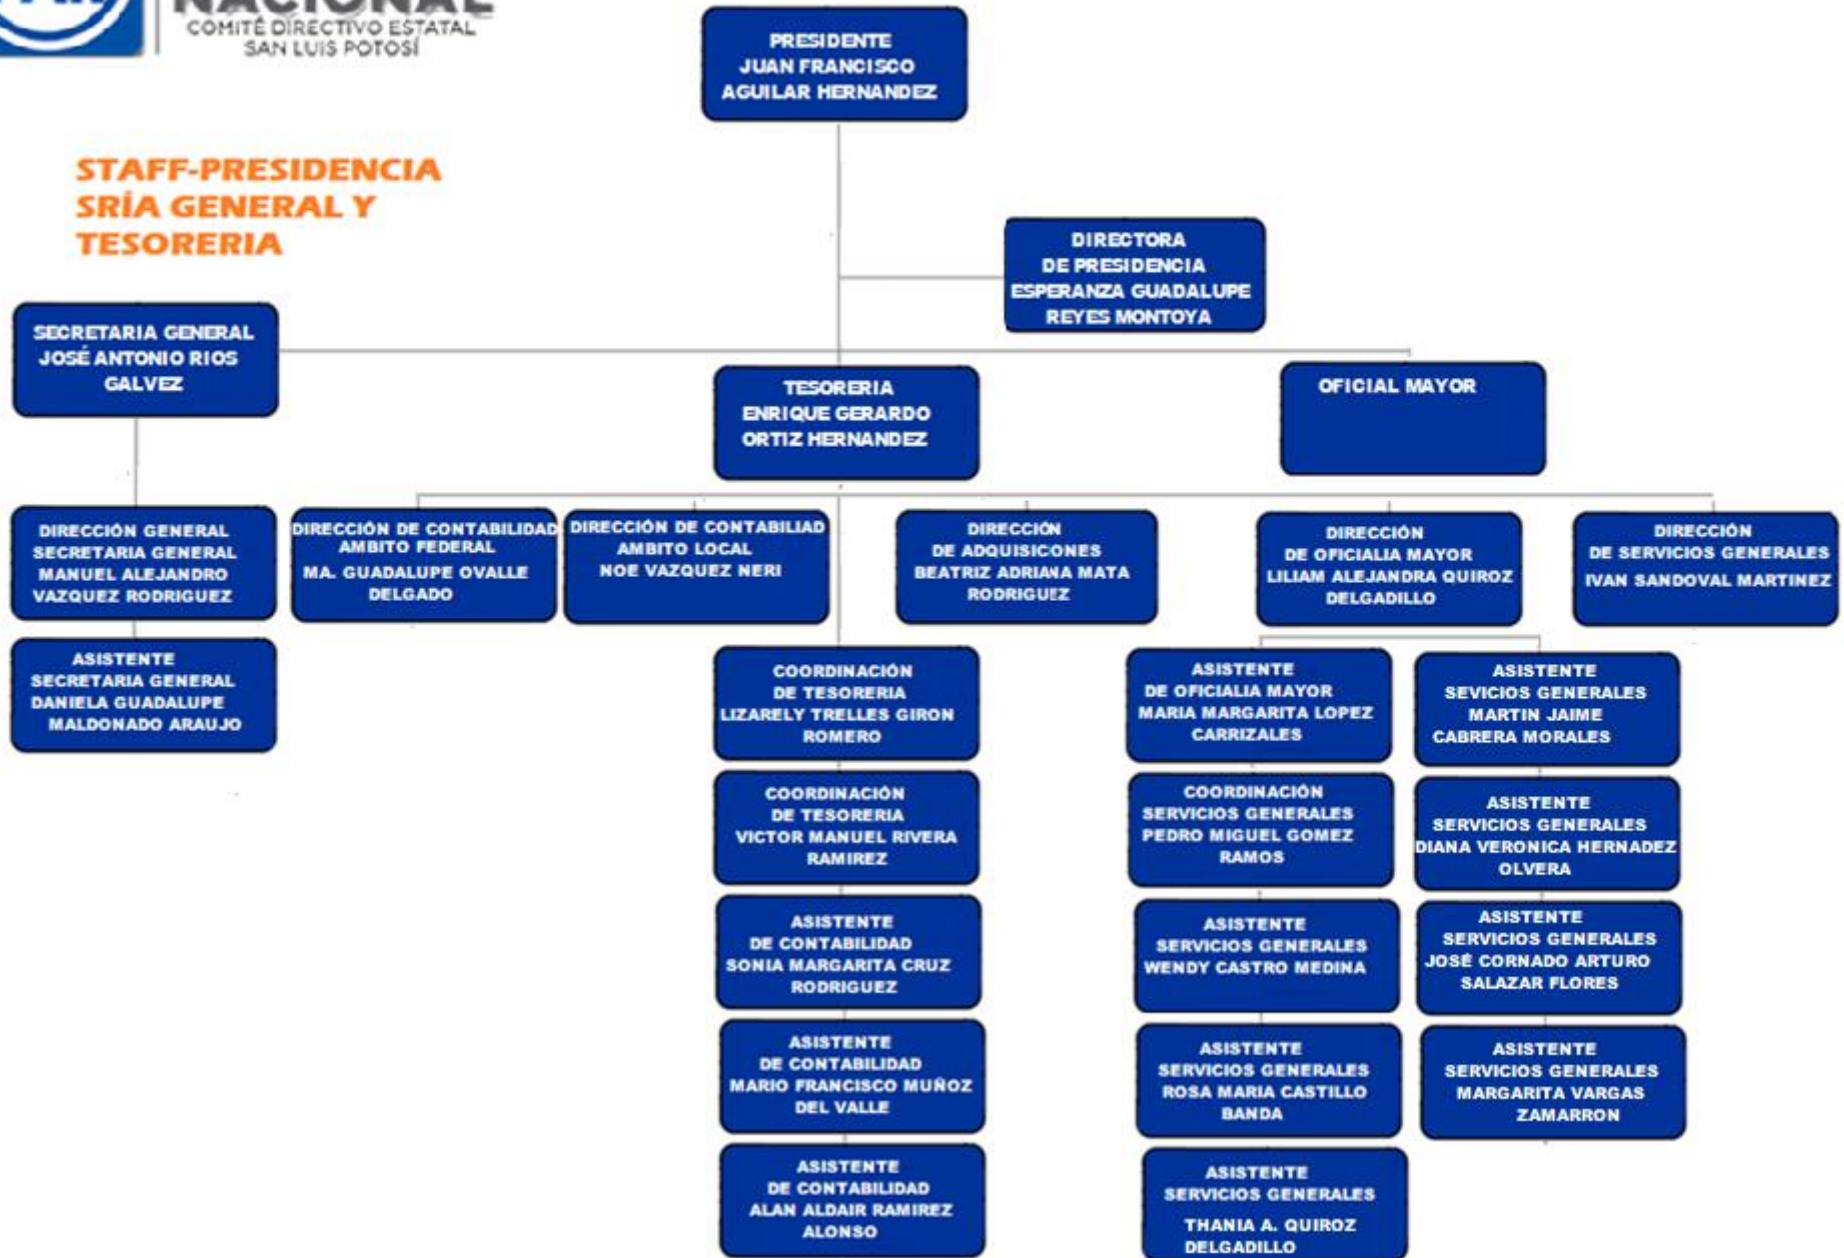 NACIONAL
COMITÉ DIRECTIVO ESTATAL
SAN LUIS POTOSÍ
STAFF-PRESIDENCIA
SRÍA GENERAL Y
TESORERIA
PRESIDENTE
JUAN FRANCISCO
AGUILAR HERNANDEZ
DIRECTORA
DE PRESIDENCIA
ESPERANZA GUADALUPE
REYES MONTOYA
SECRETARIA GENERAL
JOSÉ ANTONIO RIOS
GALVEZ
TESORERIA
ENRIQUE GERARDO
ORTIZ HERNANDEZ
OFICIAL MAYOR
DIRECCIÓN GENERAL
SECRETARIA GENERAL
MANUEL ALEJANDRO
VAZQUEZ RODRIGUEZ
DIRECCIÓN DE CONTABILIDAD
AMBITO FEDERAL
MA. GUADALUPE OVALLE
DELGADO
DIRECCIÓN DE CONTABILIAD
AMBITO LOCAL
NOE VAZQUEZ NERI
DIRECCIÓN
DE ADQUISICONES
BEATRIZ ADRIANA MATA
RODRIGUEZ
DIRECCIÓN
DE OFICIALIA MAYOR
LILIAM ALEJANDRA QUIROZ
DELGADILLO
DIRECCIÓN
DE SERVICIOS GENERALES
IVAN SANDOVAL MARTINEZ
ASISTENTE
SECRETARIA GENERAL
DANIELA GUADALUPE
MALDONADO ARAUJO
COORDINACIÓN
DE TESORERIA
LIZARELY TRELLES GIRON
ROMERO
COORDINACIÓN
DE TESORERIA
VICTOR MANUEL RIVERA
RAMIREZ
ASISTENTE
DE CONTABILIDAD
SONIA MARGARITA CRUZ
RODRIGUEZ
ASISTENTE
DE CONTABILIDAD
MARIO FRANCISCO MUÑOZ
DEL VALLE
ASISTENTE
DE CONTABILIDAD
ALAN ALDAIR RAMIREZ
ALONSO
ASISTENTE
DE OFICIALIA MAYOR
MARIA MARGARITA LOPEZ
CARRIZALES
COORDINACIÓN
SERVICIOS GENERALES
PEDRO MIGUEL GOMEZ
RAMOS
ASISTENTE
SERVICIOS GENERALES
WENDY CASTRO MEDINA
ASISTENTE
SERVICIOS GENERALES
ROSA MARIA CASTILLO
BANDA
ASISTENTE
SERVICIOS GENERALES
THANIA A. QUIROZ
DELGADILLO
ASISTENTE
SEVICIOS GENERALES
MARTIN JAIME
CABRERA MORALES
ASISTENTE
SERVICIOS GENERALES
DIANA VERONICA HERNADEZ
OLVERA
ASISTENTE
SERVICIOS GENERALES
JOSÉ CORNADO ARTURO
SALAZAR FLORES
ASISTENTE
SERVICIOS GENERALES
MARGARITA VARGAS
ZAMARRON